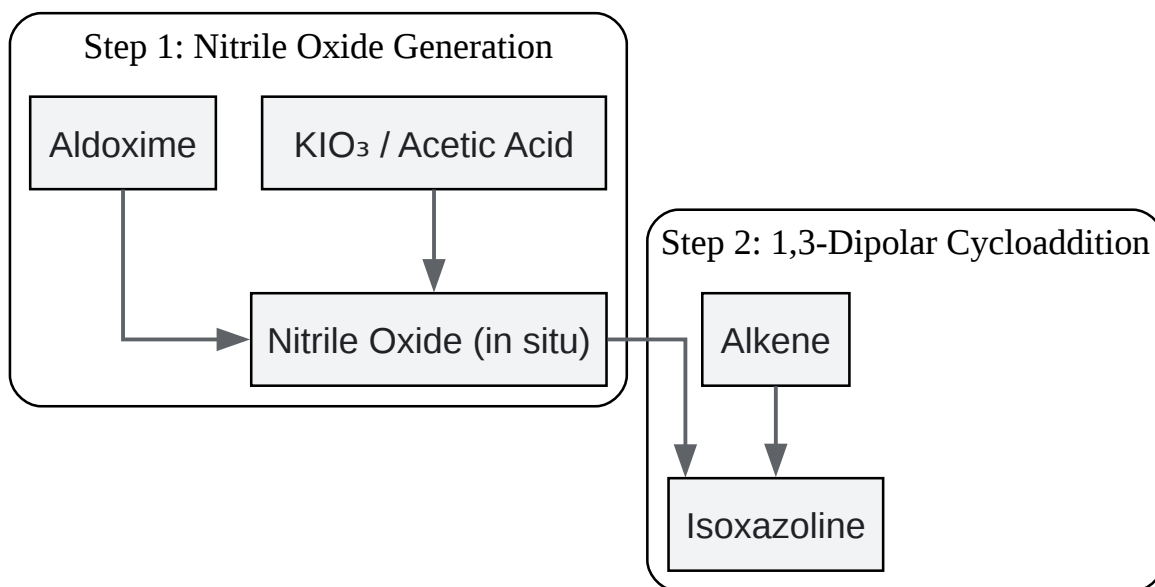 Step 1: Nitrile Oxide Generation
Aldoxime
KIO₃ / Acetic Acid
Nitrile Oxide (in situ)
Step 2: 1,3-Dipolar Cycloaddition
Alkene
Isoxazoline